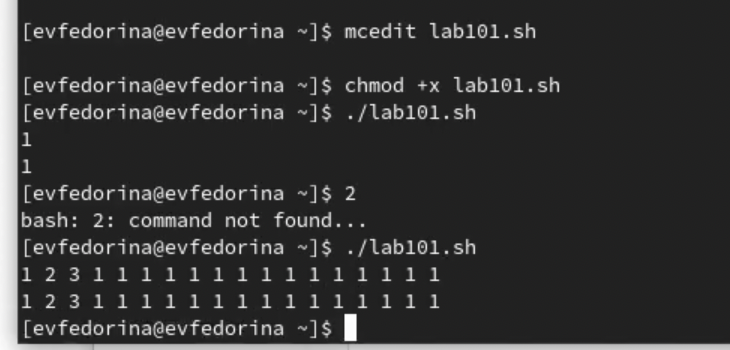 [evfedorina@evfedorina ~]$ mcedit lab101.sh
[evfedorina@evfedorina ~]$ chmod +x lab101.sh
[evfedorina@evfedorina ~]$ ./lab101.sh
1
1
[evfedorina@evfedorina ~]$ 2
bash: 2: command not found...
[evfedorina@evfedorina ~]$ ./lab101.sh
1 2 3 1 1 1 1 1 1 1 1 1 1 1 1 1 1 1
1 2 3 1 1 1 1 1 1 1 1 1 1 1 1 1 1 1
[evfedorina@evfedorina ~]$